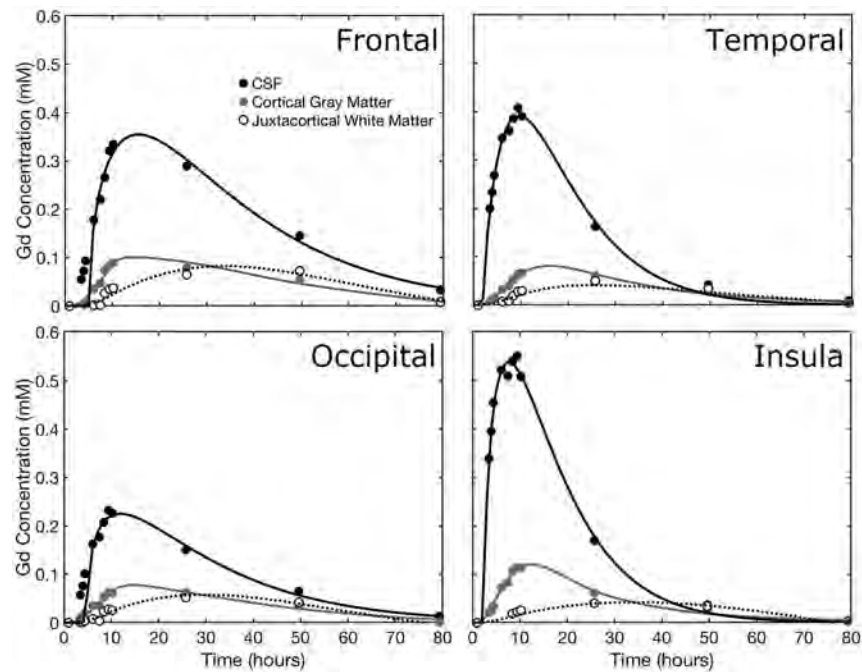 Frontal
Temporal
CSF
Cortical Gray Matter
Juxtacortical White Matter
Gd Concentration (mM)
0.6
0.5
0.4
0.3
0.2
0.1
0
Occipital
Insula
Gd Concentration (mM)
0.6
0.5
0.4
0.3
0.2
0.1
0
0 10 20 30 40 50 60 70 80
0 10 20 30 40 50 60 70 80
Time (hours)
Time (hours)